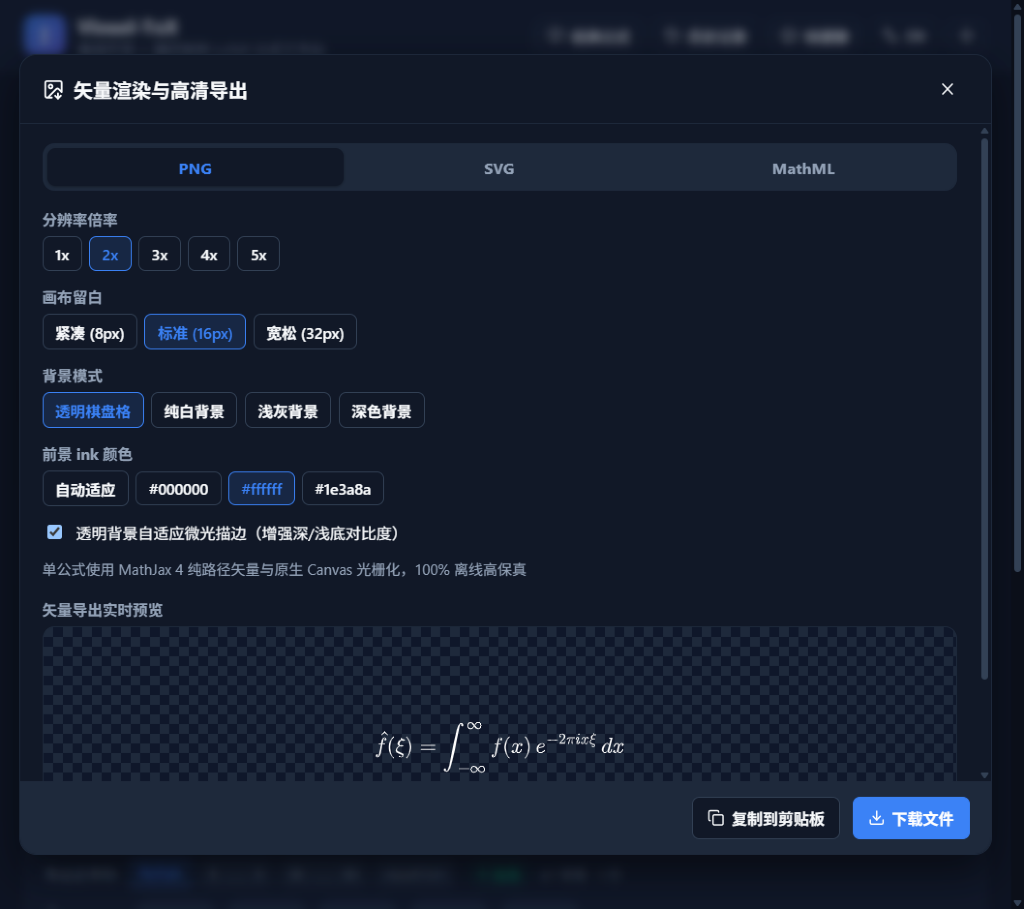 矢量渲染与高清导出
PNG SVG MathML
分辨率倍率
1x 2x 3x 4x 5x
画布留白
紧凑 (8px) 标准 (16px) 宽松 (32px)
背景模式
透明棋盘格 纯白背景 浅灰背景 深色背景
前景 ink 颜色
自动适应 #000000 #ffffff #1e3a8a
透明背景自适应微光描边（增强深/浅底对比度）
单公式使用 MathJax 4 纯路径矢量与原生 Canvas 光栅化，100% 离线高保真
矢量导出实时预览
\hat{f}(ξ) = ∫_{−∞}^{∞} f(x) e^{−2πixξ} dx
复制到剪贴板 下载文件